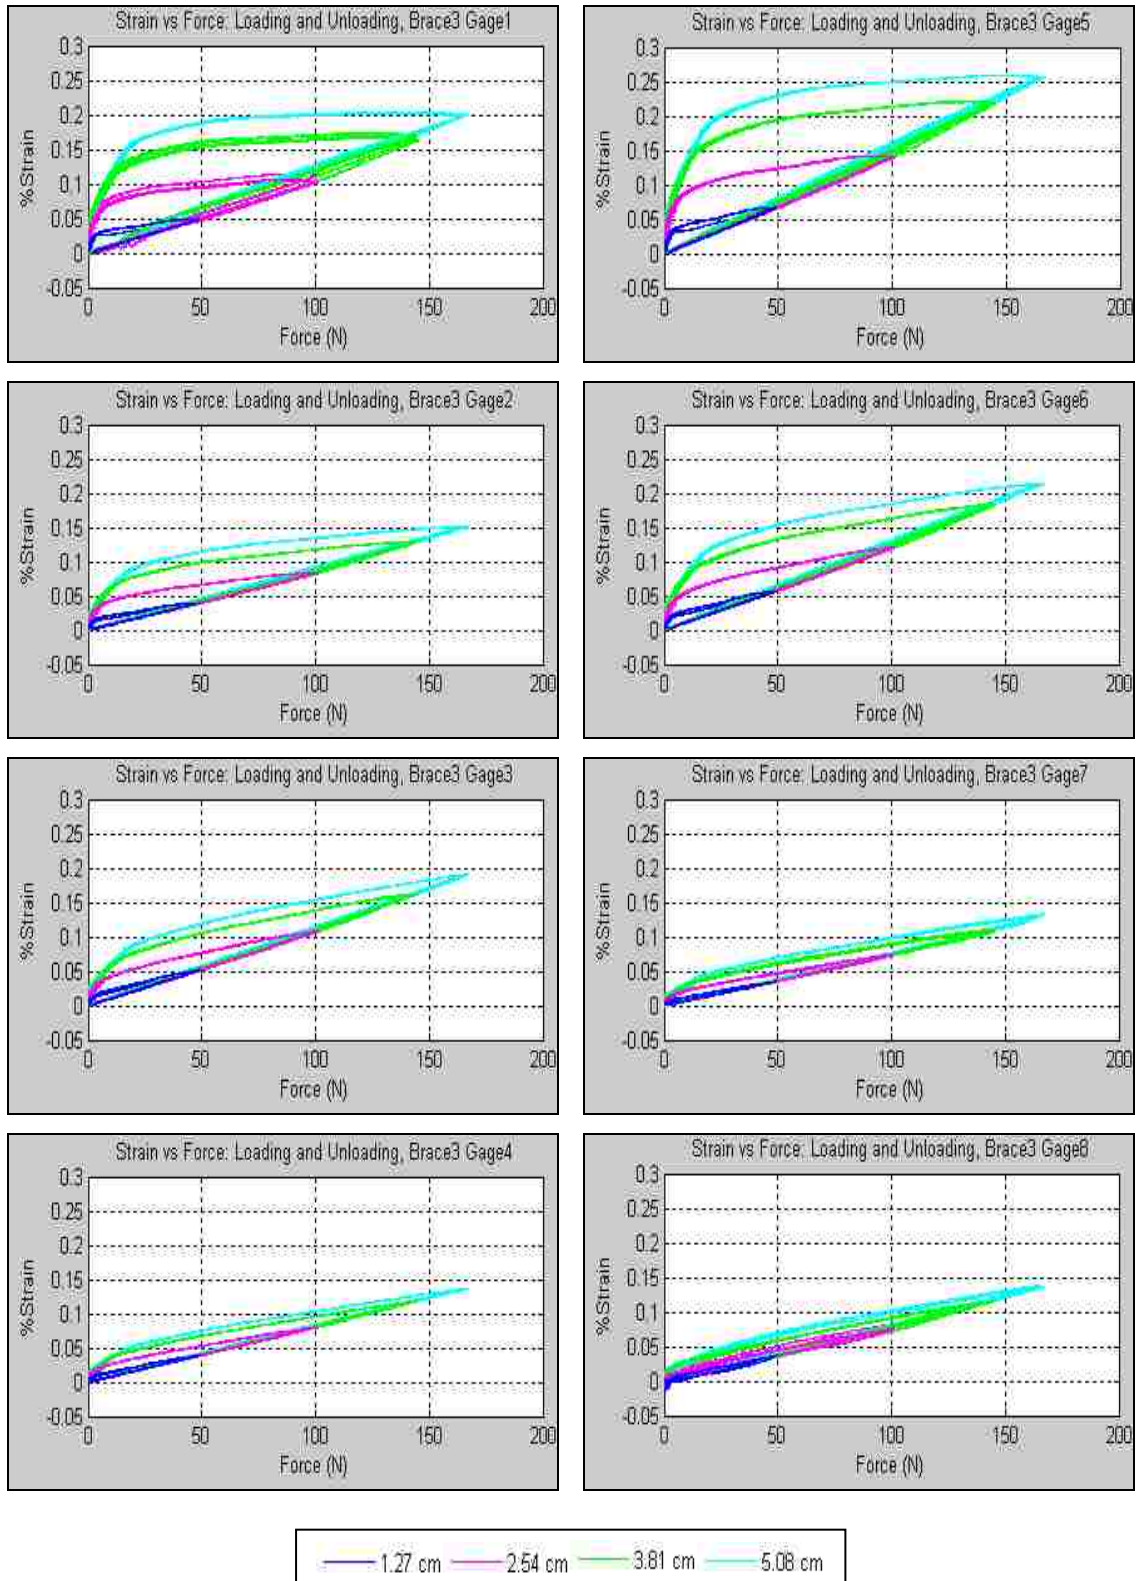 Strain vs Force: Loading and Unloading, Brace3 Gage1
0.3
0.25
0.2
0.15
0.1
0.05
0
-0.05
%Strain
0 50 100 150 200
Force (N)
Strain vs Force: Loading and Unloading, Brace3 Gage5
0.3
0.25
0.2
0.15
0.1
0.05
0
-0.05
%Strain
0 50 100 150 200
Force (N)
Strain vs Force: Loading and Unloading, Brace3 Gage2
0.3
0.25
0.2
0.15
0.1
0.05
0
-0.05
%Strain
0 50 100 150 200
Force (N)
Strain vs Force: Loading and Unloading, Brace3 Gage6
0.3
0.25
0.2
0.15
0.1
0.05
0
-0.05
%Strain
0 50 100 150 200
Force (N)
Strain vs Force: Loading and Unloading, Brace3 Gage3
0.3
0.25
0.2
0.15
0.1
0.05
0
-0.05
%Strain
0 50 100 150 200
Force (N)
Strain vs Force: Loading and Unloading, Brace3 Gage7
0.3
0.25
0.2
0.15
0.1
0.05
0
-0.05
%Strain
0 50 100 150 200
Force (N)
Strain vs Force: Loading and Unloading, Brace3 Gage4
0.3
0.25
0.2
0.15
0.1
0.05
0
-0.05
%Strain
0 50 100 150 200
Force (N)
Strain vs Force: Loading and Unloading, Brace3 Gage8
0.3
0.25
0.2
0.15
0.1
0.05
0
-0.05
%Strain
0 50 100 150 200
Force (N)
1.27 cm 2.54 cm 3.81 cm 5.08 cm